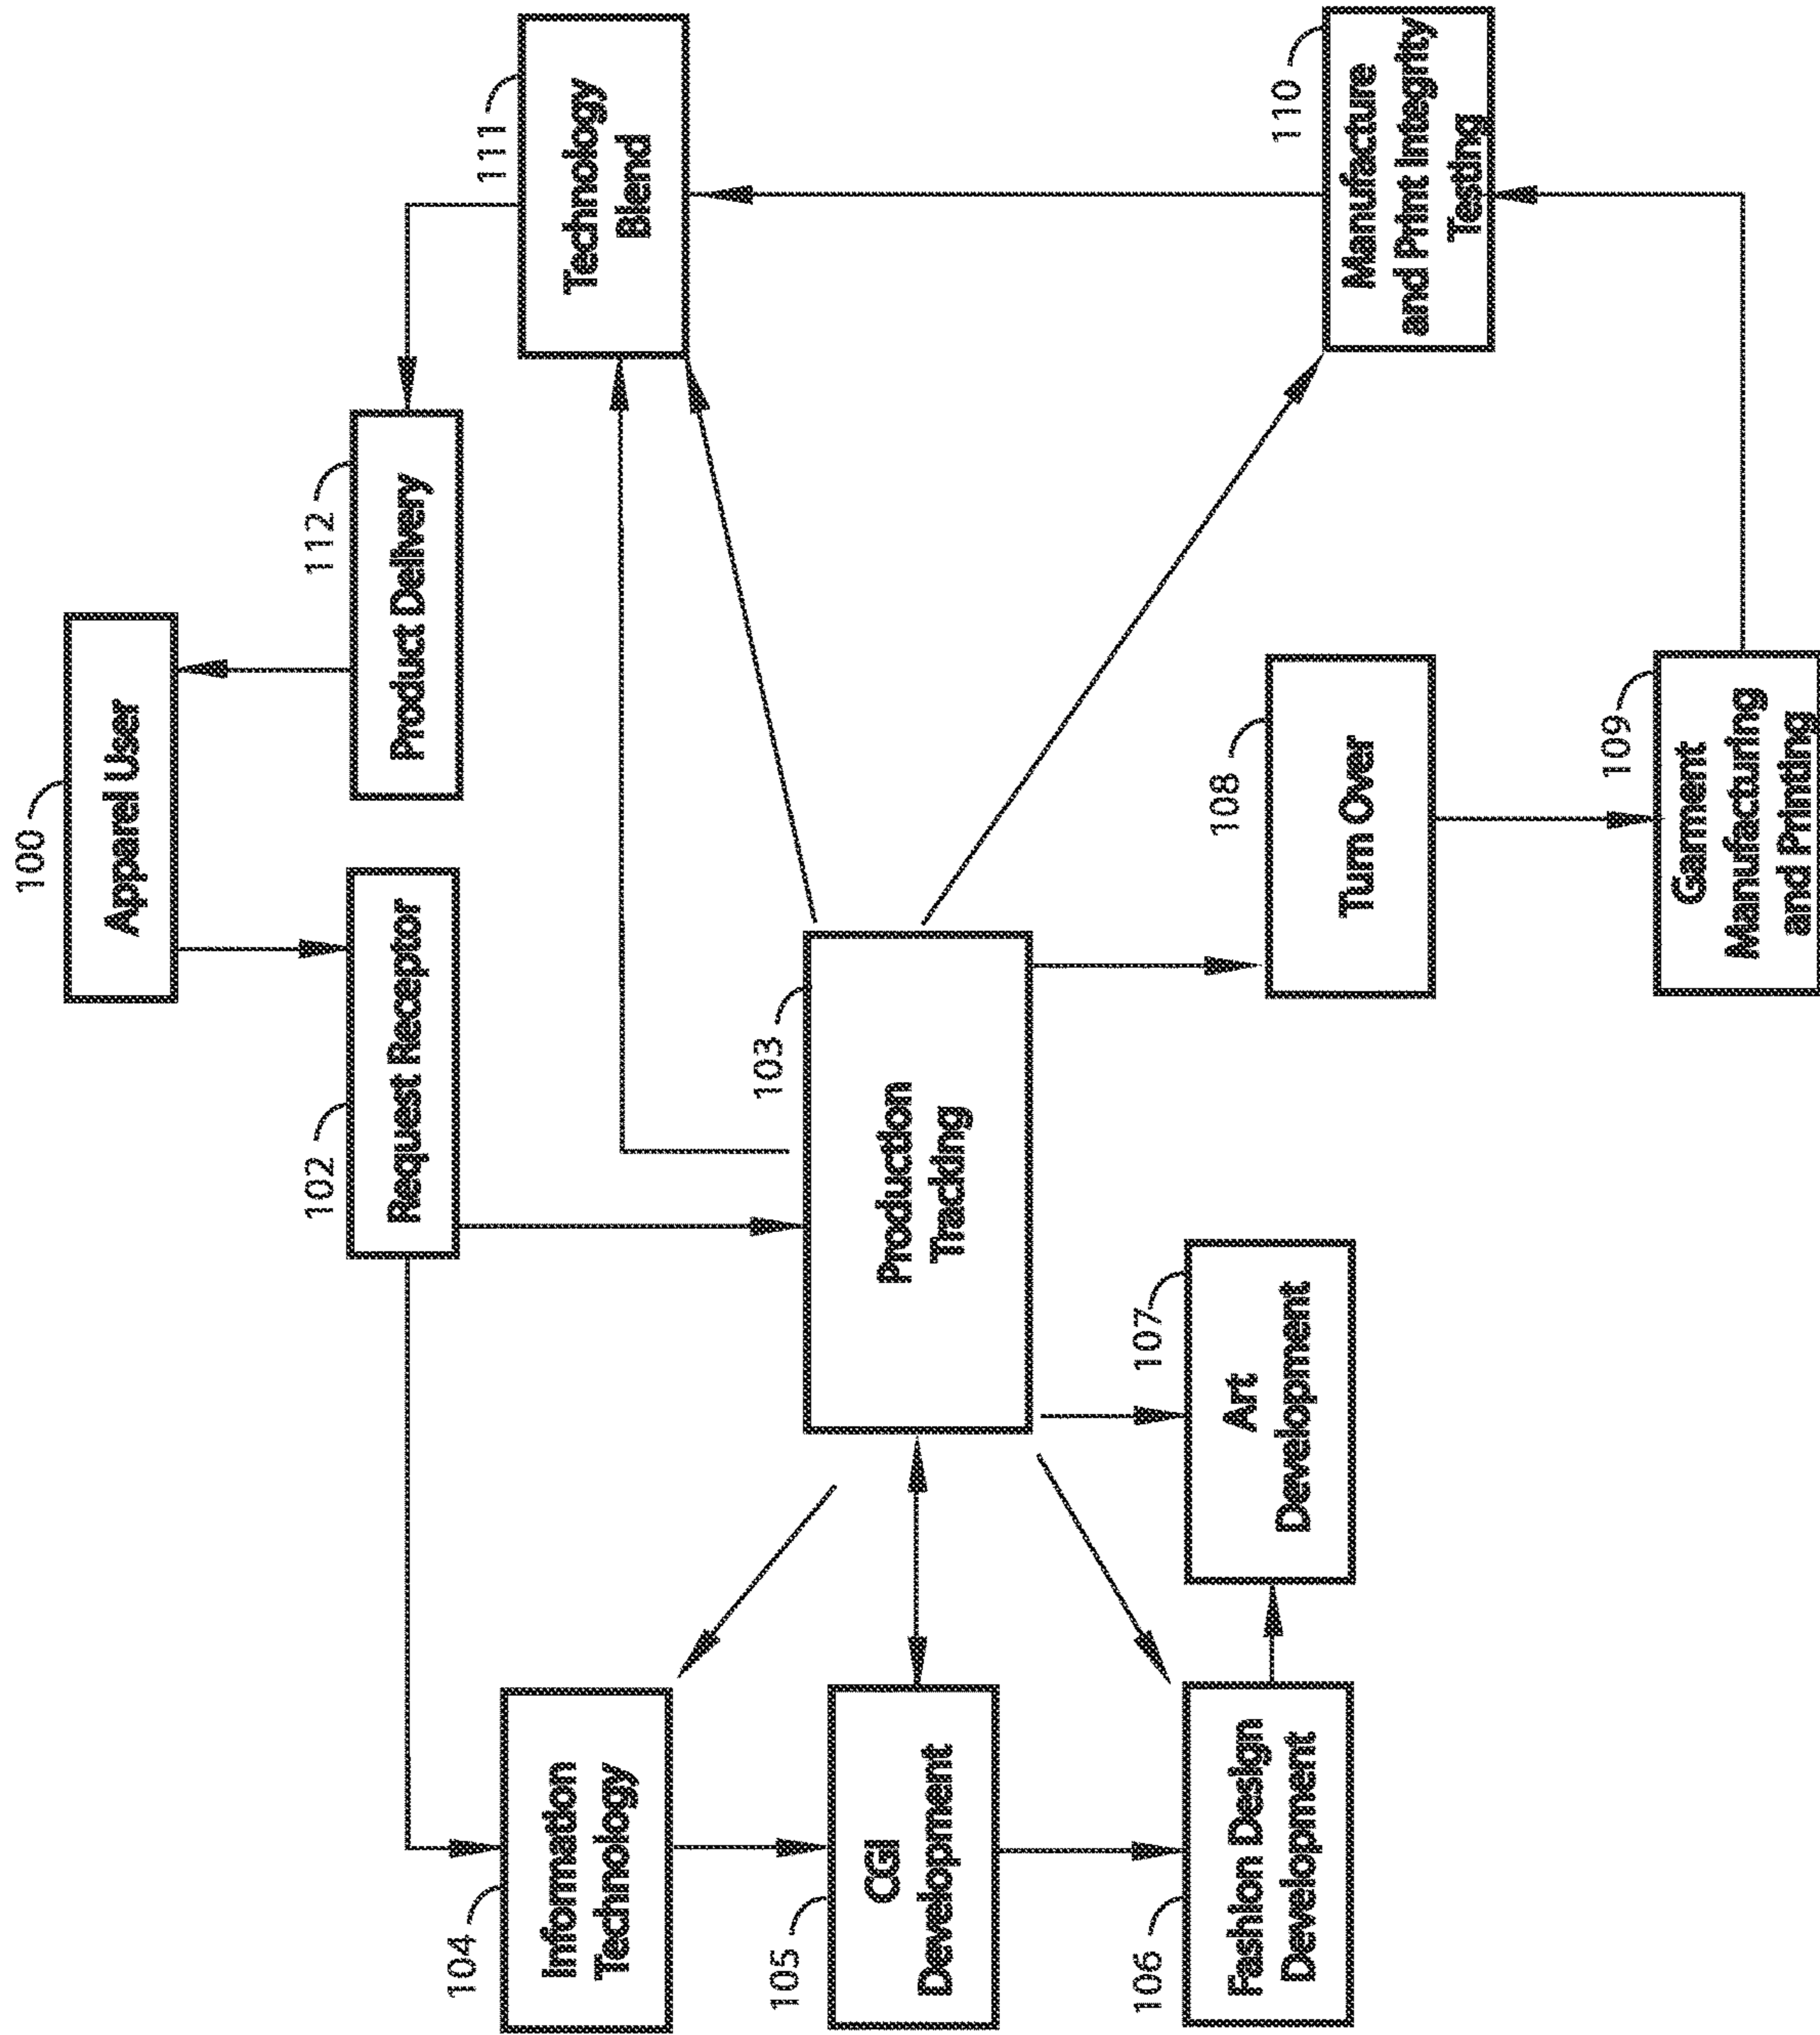 100
Apparel User
102
Request Receptor
112
Product Delivery
104
Information
Technology
103
Production
Tracking
111
Technology
Blend
105
CGI
Development
106
Fashion Design
Development
107
Art
Development
108
Turn Over
109
Garment
Manufacturing
and Printing
110
Manufacture
and Print Integrity
Testing